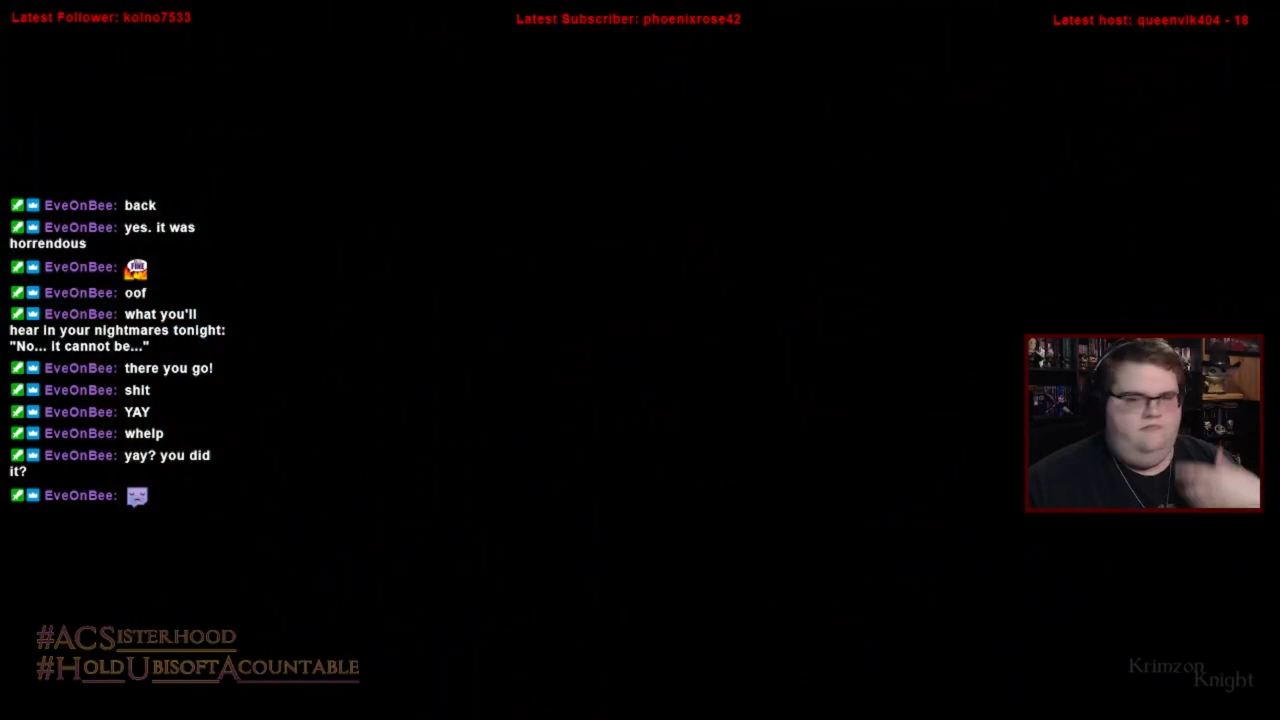 Latest Follower: kolno7533
Latest Subscriber: phoenixrose42
Latest host: queenvik404 - 18
EveOnBee: back
EveOnBee: yes. it was
horrendous
EveOnBee:
EveOnBee: oof
EveOnBee: what you'll
hear in your nightmares tonight:
"No... it cannot be..."
EveOnBee: there you go!
EveOnBee: shit
EveOnBee: YAY
EveOnBee: whelp
EveOnBee: yay? you did
it?
EveOnBee:
#ACSisterhood
#HoldUbisoftAcountable
Krimzon
Knight